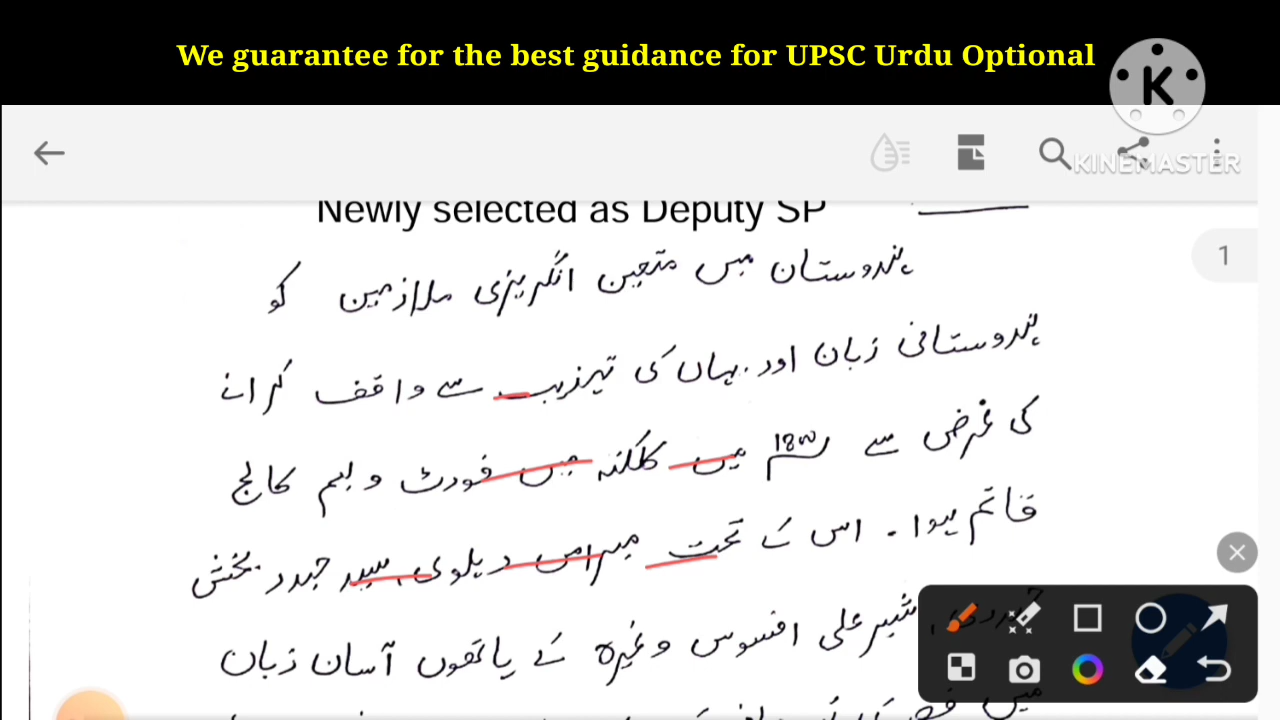 We guarantee for the best guidance for UPSC Urdu Optional
K
KINEMASTER
Newly selected as Deputy SP
1
ہندوستان میں متعین انگریزی ملازمین کو
ہندوستانی زبان اور یہاں کی تہذیب سے واقف کرانے
کی غرض سے 1800ء میں کلکتہ میں فورٹ ولیم کالج
قائم ہوا ۔ اس کے تحت میرامن دہلوی، سید حیدر بخش
حیدری، شیر علی افسوس وغیرہ کے ہاتھوں آسان زبان
میں